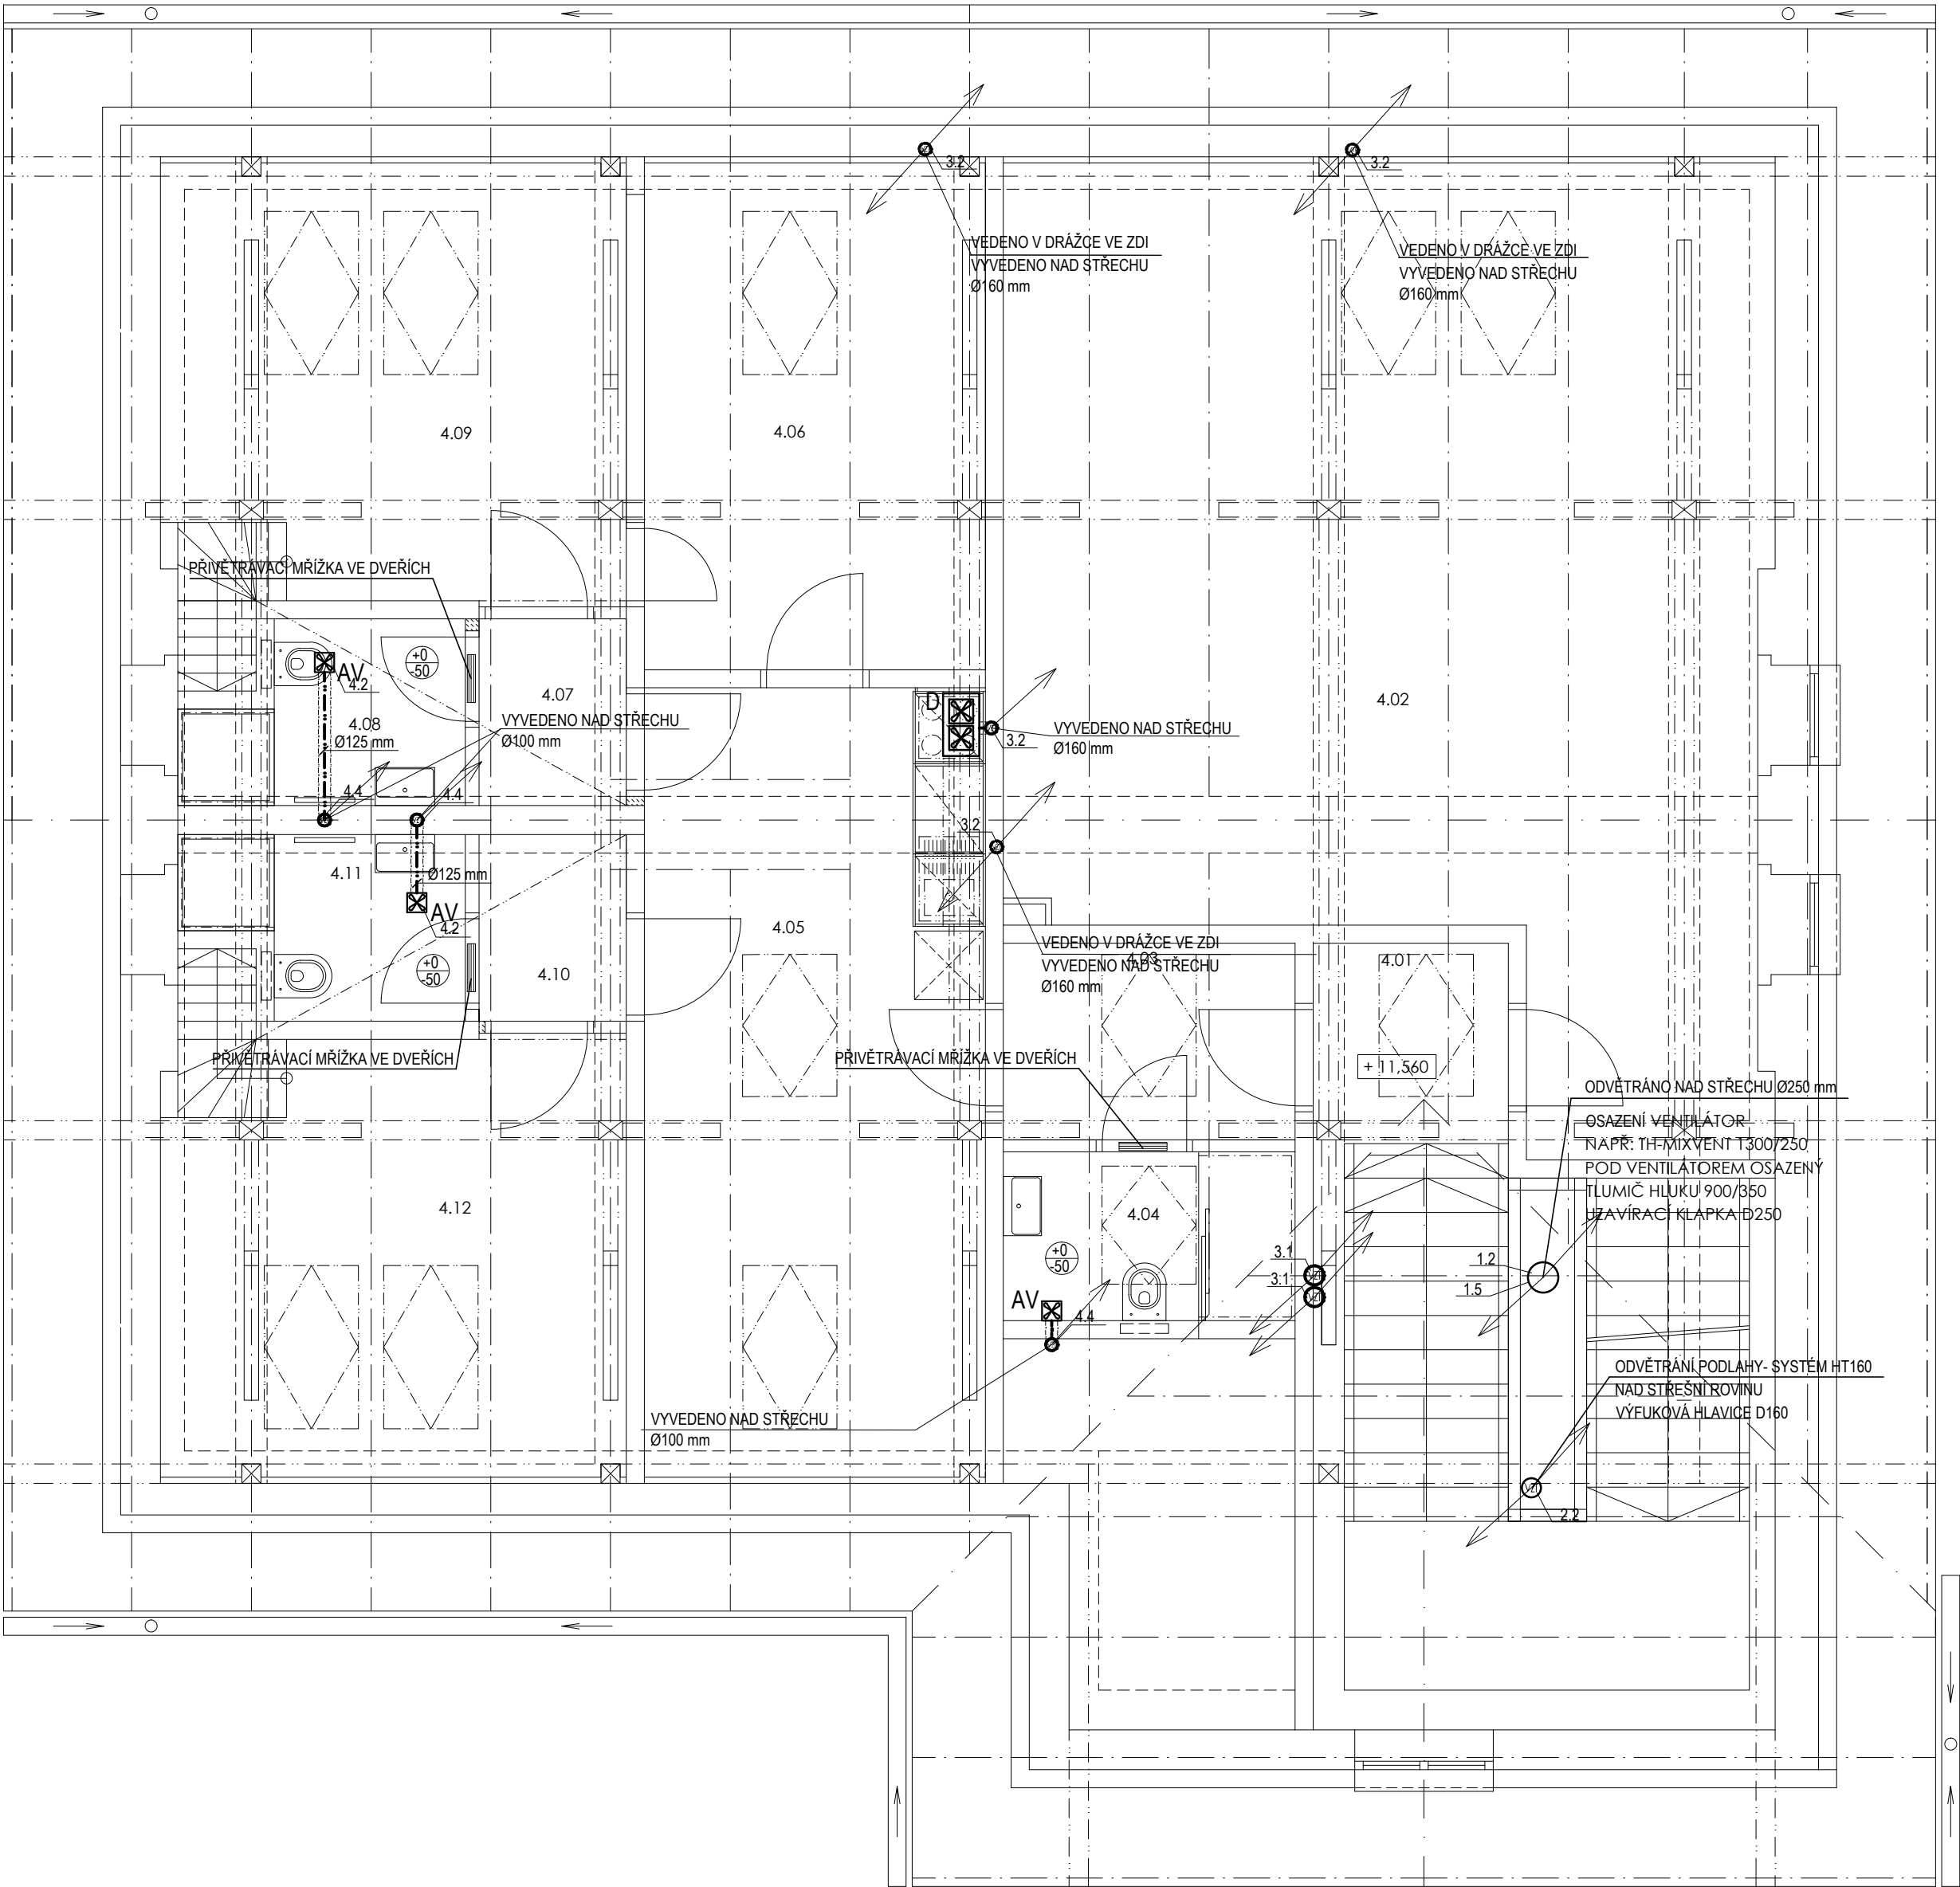 3.2
3.2
VEDENO V DRÁŽCE VE ZDI
VYVEDENO NAD STŘECHU
Ø160 mm
VEDENO V DRÁŽCE VE ZDI
VYVEDENO NAD STŘECHU
Ø160 mm
4.09
4.06
PŘIVĚTRÁVACÍ MŘÍŽKA VE DVEŘÍCH
+0
-50
AV
4.2
4.07
4.02
4.08
VYVEDENO NAD STŘECHU
Ø100 mm
Ø125 mm
D
3.2
VYVEDENO NAD STŘECHU
Ø160 mm
4.4
4.4
3.2
4.11
Ø125 mm
AV
4.2
4.05
+0
-50
4.10
VEDENO V DRÁŽCE VE ZDI
VYVEDENO NAD STŘECHU
Ø160 mm
4.03
4.01
PŘIVĚTRÁVACÍ MŘÍŽKA VE DVEŘÍCH
PŘIVĚTRÁVACÍ MŘÍŽKA VE DVEŘÍCH
+ 11,560
ODVĚTRÁNO NAD STŘECHU Ø250 mm
OSAZENÍ VENTILÁTOR
NAPŘ: TH-MIXVENT 1300/250
POD VENTILÁTOREM OSAZENÝ
TLUMIČ HLUKU 900/350
UZAVÍRACÍ KLAPKA D250
4.12
4.04
+0
-50
3.1
VZT
3.1
VZT
1.2
1.5
AV
4.4
ODVĚTRÁNÍ PODLAHY- SYSTÉM HT160
NAD STŘEŠNÍ ROVINU
VÝFUKOVÁ HLAVICE D160
VYVEDENO NAD STŘECHU
Ø100 mm
VZT
2.2